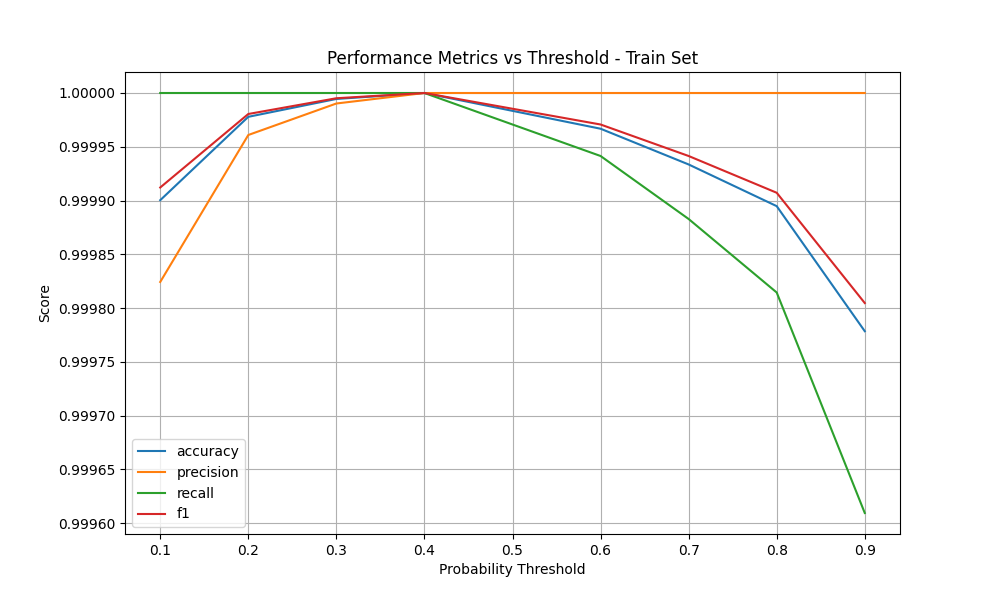 Performance Metrics vs Threshold - Train Set
1.00000
0.99995
0.99990
0.99985
0.99980
0.99975
0.99970
0.99965
0.99960
Score
accuracy
precision
recall
f1
0.1 0.2 0.3 0.4 0.5 0.6 0.7 0.8 0.9
Probability Threshold